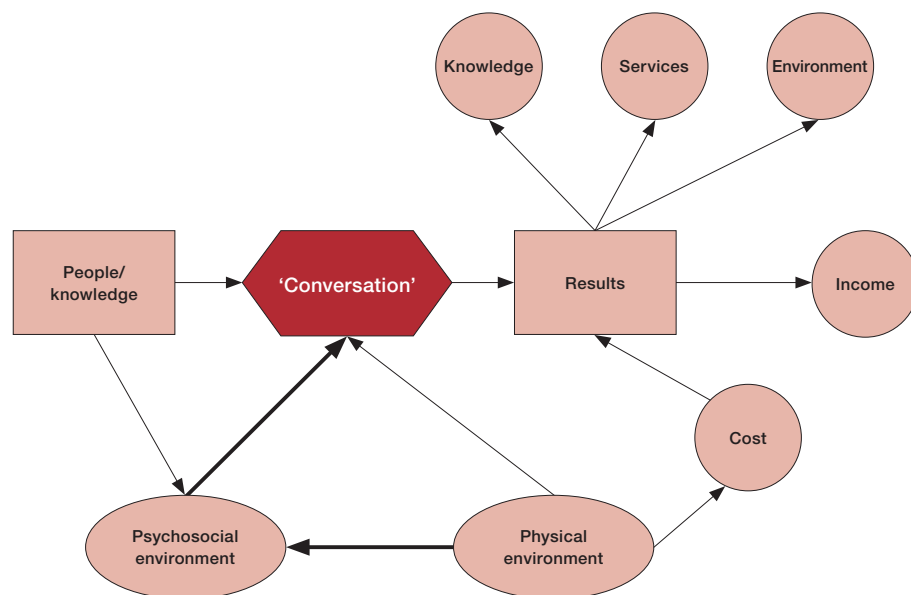 Knowledge
Services
Environment
People/
knowledge
‘Conversation’
Results
Income
Cost
Psychosocial
environment
Physical
environment